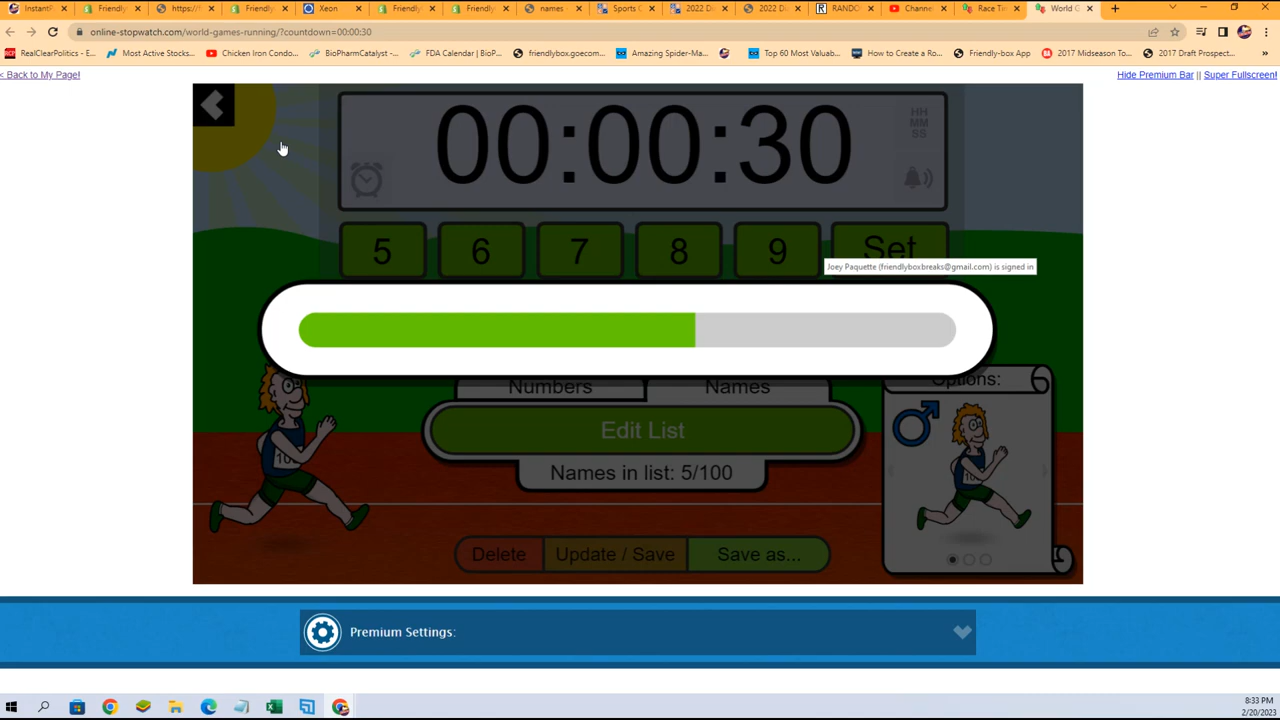 InstantP
Friendly
https://f
Friendly
Xeon
Friendly
Friendly
names
Sports C
2022 D
2022 D
RANDO
Channel
Race Tim
World G
online-stopwatch.com/world-games-running/?countdown=00:00:30
RealClearPolitics - E...
Most Active Stocks...
Chicken Iron Condo...
BioPharmCatalyst -...
FDA Calendar | BioP...
friendlybox.goecom...
Amazing Spider-Ma...
Top 60 Most Valuab...
How to Create a Ro...
Friendly-box App
2017 Midseason To...
2017 Draft Prospect...
»
< Back to My Page!
Hide Premium Bar || Super Fullscreen!
00:00:30
HH
MM
SS
5 6 7 8 9 Set
Joey Paquette (friendlyboxbreaks@gmail.com) is signed in
Numbers Names
Options:
Edit List
Names in list: 5/100
Delete Update / Save Save as...
Premium Settings:
8:33 PM
2/20/2023